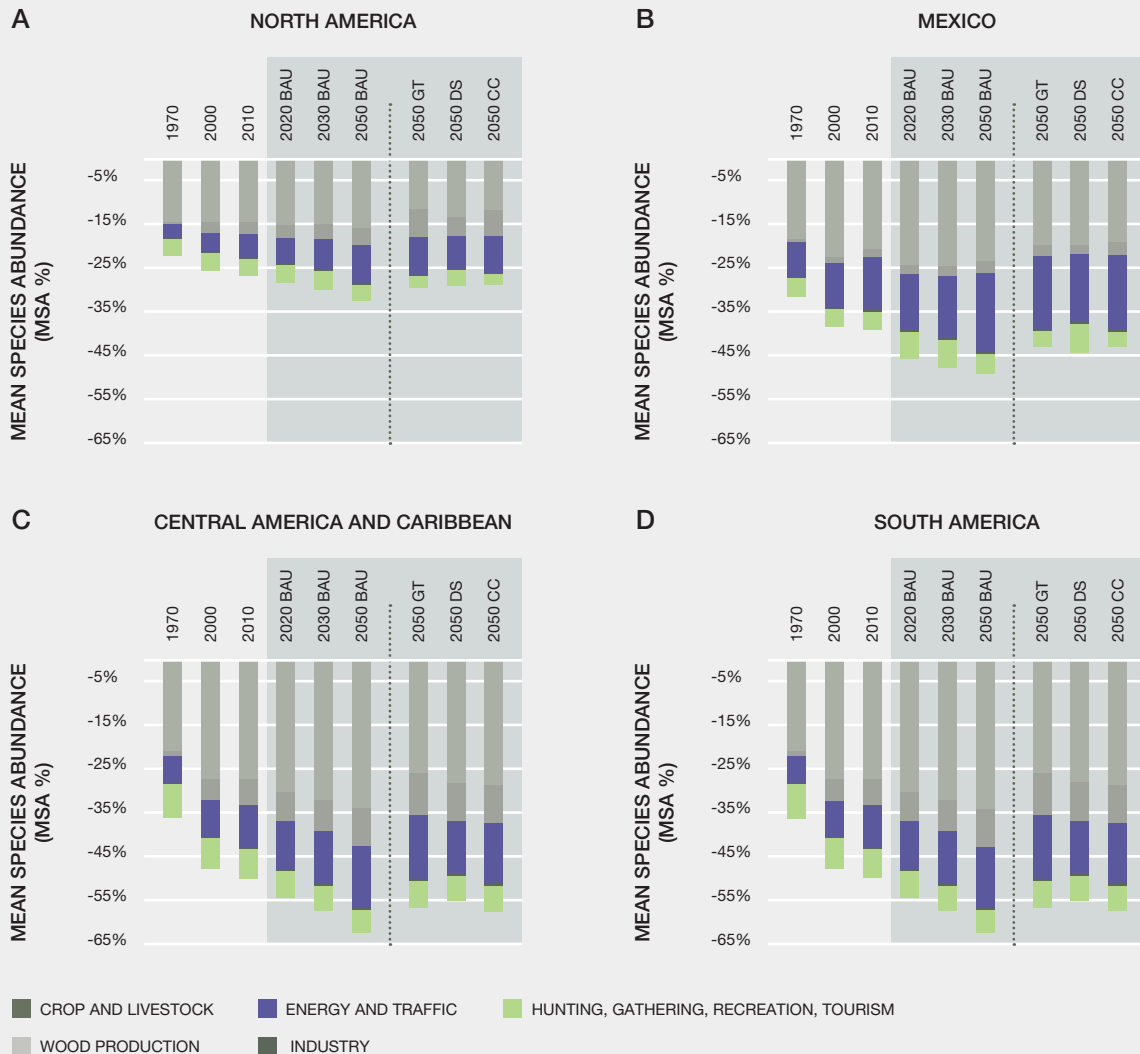 A
NORTH AMERICA
1970
2000
2010
2020 BAU
2030 BAU
2050 BAU
2050 GT
2050 DS
2050 CC
MEAN SPECIES ABUNDANCE
(MSA %)
-5%
-15%
-25%
-35%
-45%
-55%
-65%
B
MEXICO
1970
2000
2010
2020 BAU
2030 BAU
2050 BAU
2050 GT
2050 DS
2050 CC
MEAN SPECIES ABUNDANCE
(MSA %)
-5%
-15%
-25%
-35%
-45%
-55%
-65%
C
CENTRAL AMERICA AND CARIBBEAN
1970
2000
2010
2020 BAU
2030 BAU
2050 BAU
2050 GT
2050 DS
2050 CC
MEAN SPECIES ABUNDANCE
(MSA %)
-5%
-15%
-25%
-35%
-45%
-55%
-65%
D
SOUTH AMERICA
1970
2000
2010
2020 BAU
2030 BAU
2050 BAU
2050 GT
2050 DS
2050 CC
MEAN SPECIES ABUNDANCE
(MSA %)
-5%
-15%
-25%
-35%
-45%
-55%
-65%
CROP AND LIVESTOCK
ENERGY AND TRAFFIC
HUNTING, GATHERING, RECREATION, TOURISM
WOOD PRODUCTION
INDUSTRY